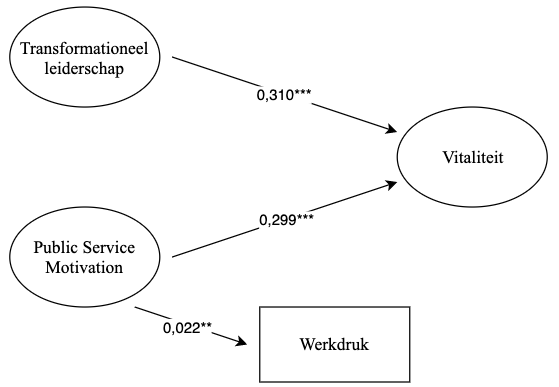 Transformationeel
leiderschap
0,310***
Vitaliteit
0,299***
Public Service
Motivation
0,022**
Werkdruk